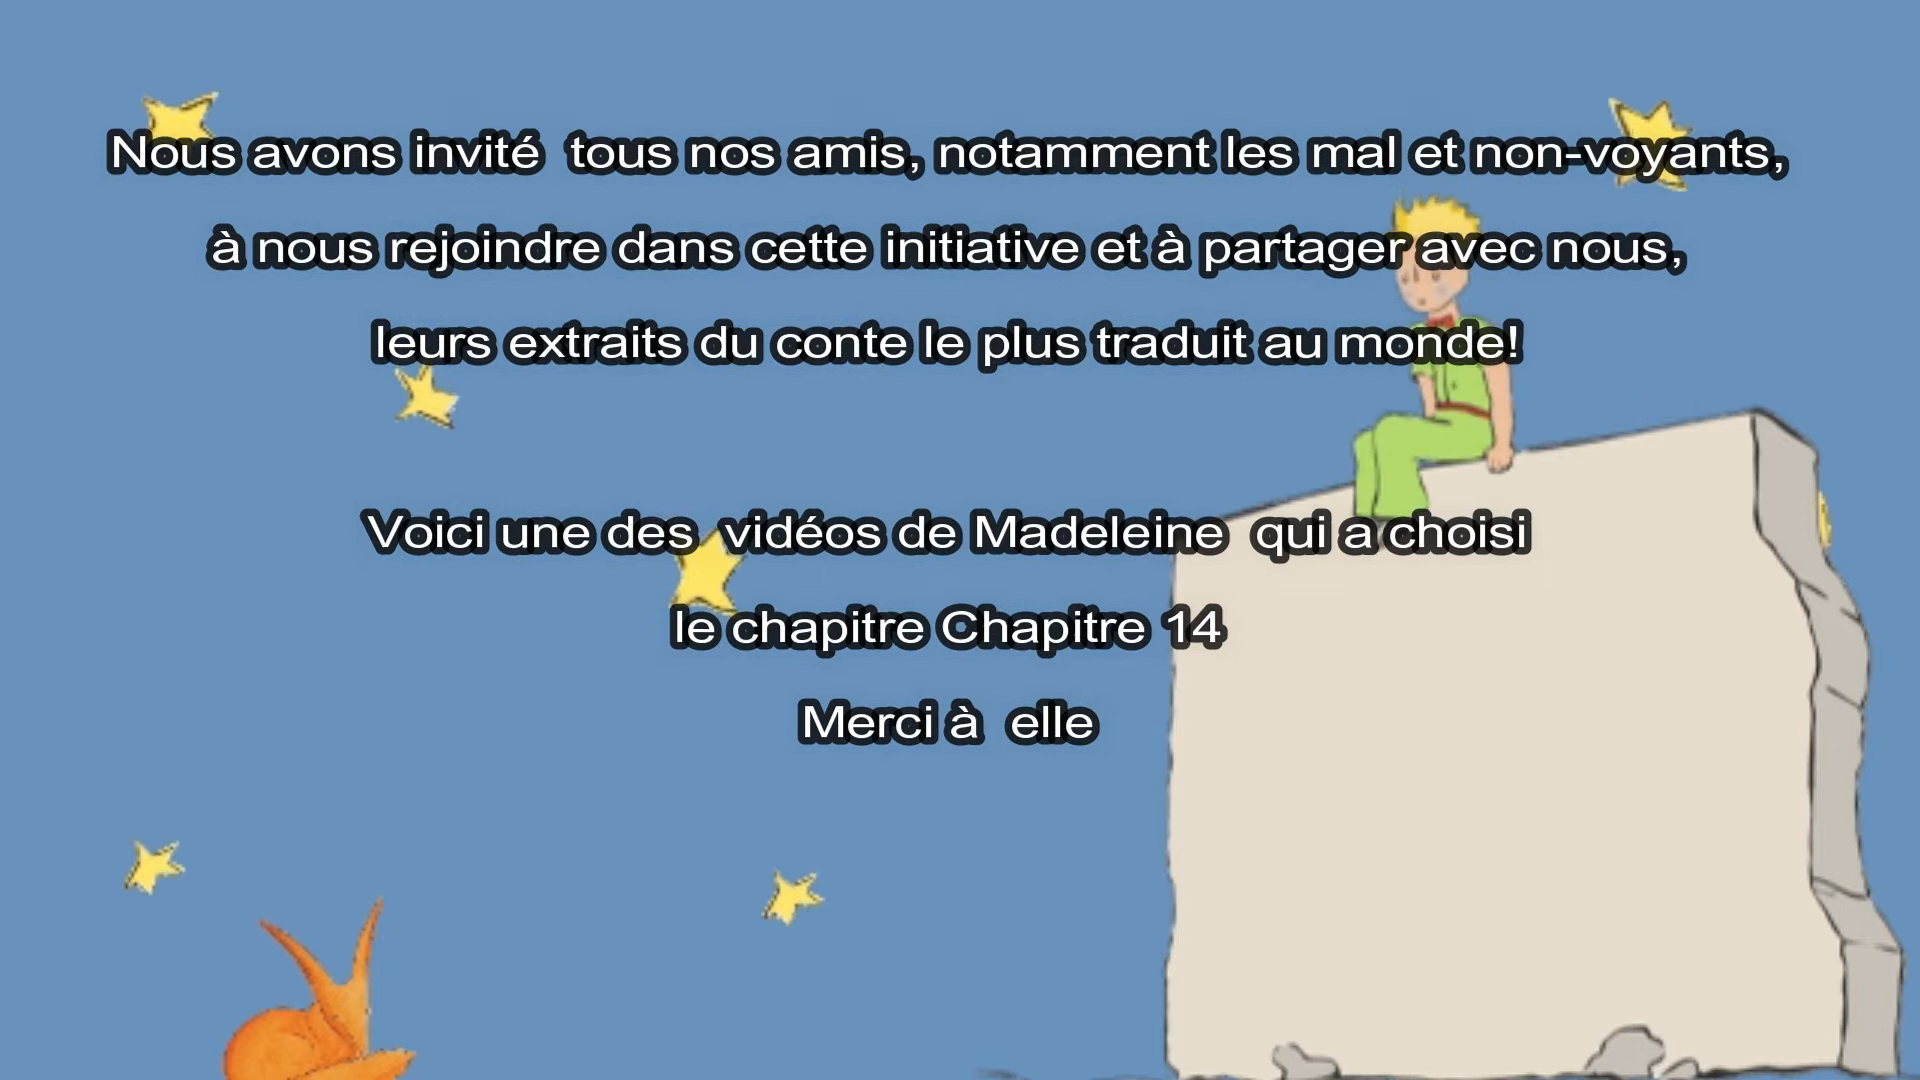 Nous avons invité  tous nos amis, notamment les mal et non-voyants,
à nous rejoindre dans cette initiative et à partager avec nous,
leurs extraits du conte le plus traduit au monde!
Voici une des  vidéos de Madeleine  qui a choisi
le chapitre Chapitre 14
Merci à  elle